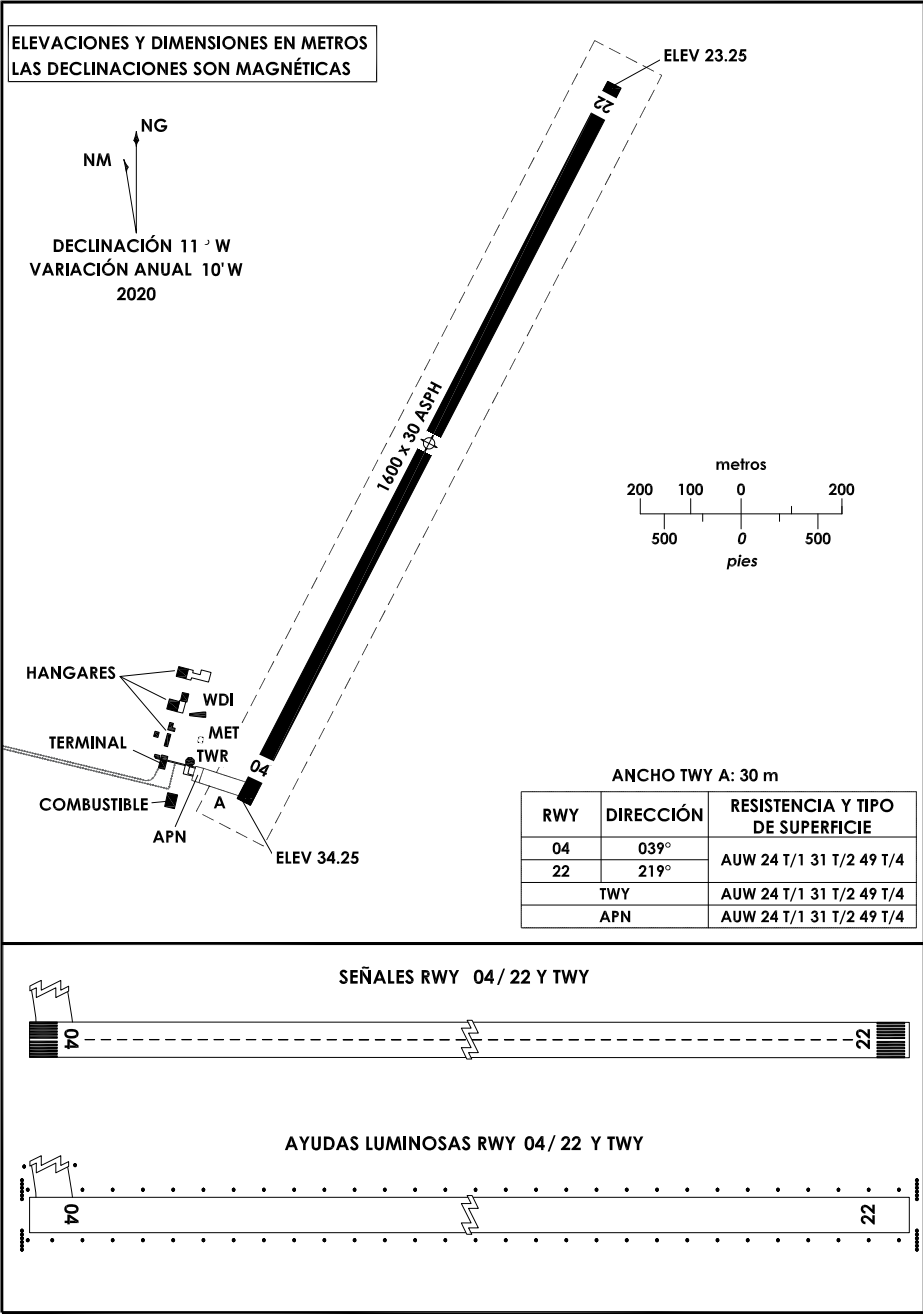 ELEVACIONES Y DIMENSIONES EN METROS
LAS DECLINACIONES SON MAGNÉTICAS
ELEV 23.25
22
NG
NM
DECLINACIÓN 11 ° W
VARIACIÓN ANUAL 10' W
2020
1600 x 30 ASPH
metros
200 100 0 200
500 0 500
pies
HANGARES
WDI
MET
TERMINAL
TWR
04
COMBUSTIBLE
A
APN
ELEV 34.25
ANCHO TWY A: 30 m
RWY DIRECCIÓN RESISTENCIA Y TIPO
DE SUPERFICIE
04 039° AUW 24 T/1 31 T/2 49 T/4
22 219°
TWY AUW 24 T/1 31 T/2 49 T/4
APN AUW 24 T/1 31 T/2 49 T/4
SEÑALES RWY 04/ 22 Y TWY
04 22
AYUDAS LUMINOSAS RWY 04/ 22 Y TWY
04 22